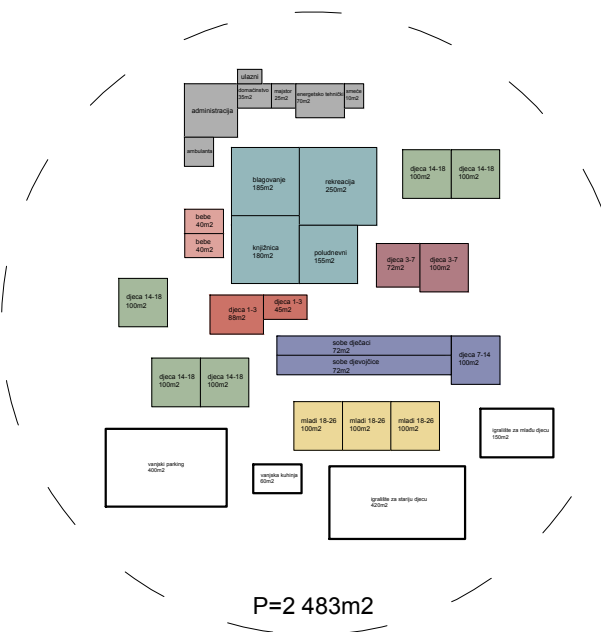 ulazni
domaćinstvo
35m2
majstor
25m2
energetsko tehnički
70m2
smeće
10m2
administracija
ambulanta
blagovanje
185m2
rekreacija
250m2
djeca 14-18
100m2
djeca 14-18
100m2
bebe
40m2
bebe
40m2
knjižnica
180m2
poludnevni
155m2
djeca 3-7
72m2
djeca 3-7
100m2
djeca 14-18
100m2
djeca 1-3
88m2
djeca 1-3
45m2
sobe dječaci
72m2
sobe djevojčice
72m2
djeca 7-14
100m2
djeca 14-18
100m2
djeca 14-18
100m2
mladi 18-26
100m2
mladi 18-26
100m2
mladi 18-26
100m2
igralište za mlađu djecu
150m2
vanjski parking
400m2
vanjska kuhinja
60m2
igralište za stariju djecu
420m2
P=2 483m2